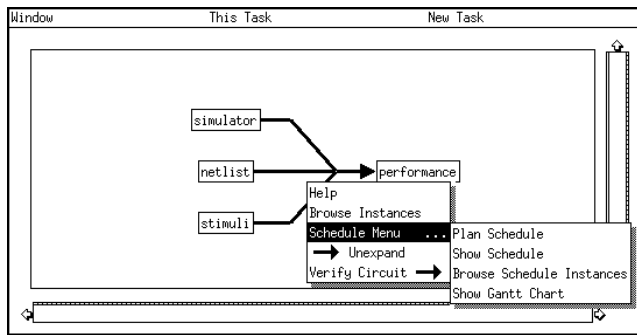 Window This Task New Task
simulator
netlist performance
Help
Browse Instances
stimuli
Schedule Menu ... Plan Schedule
Unexpand Show Schedule
Verify Circuit Browse Schedule Instances
Show Gantt Chart